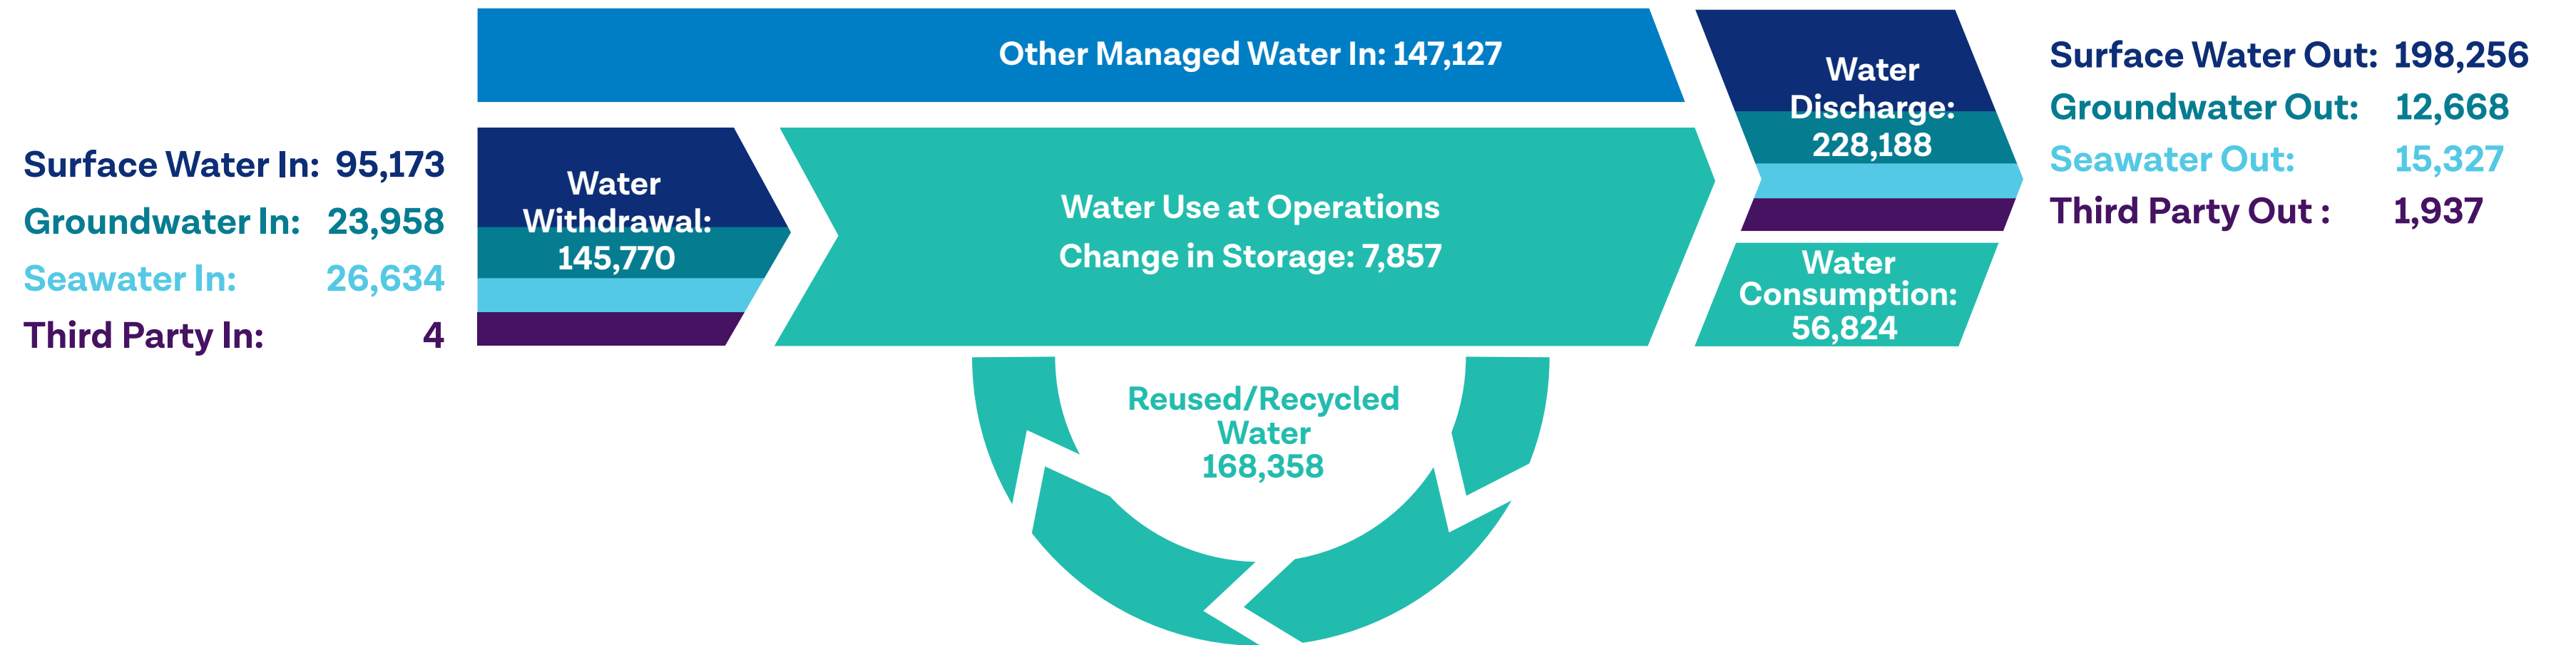 Other Managed Water In: 147,127
Surface Water In: 95,173
Groundwater In: 23,958
Seawater In: 26,634
Third Party In: 4
Water
Withdrawal:
145,770
Water Use at Operations
Change in Storage: 7,857
Water
Discharge:
228,188
Water
Consumption:
56,824
Surface Water Out: 198,256
Groundwater Out: 12,668
Seawater Out: 15,327
Third Party Out : 1,937
Reused/Recycled
Water
168,358